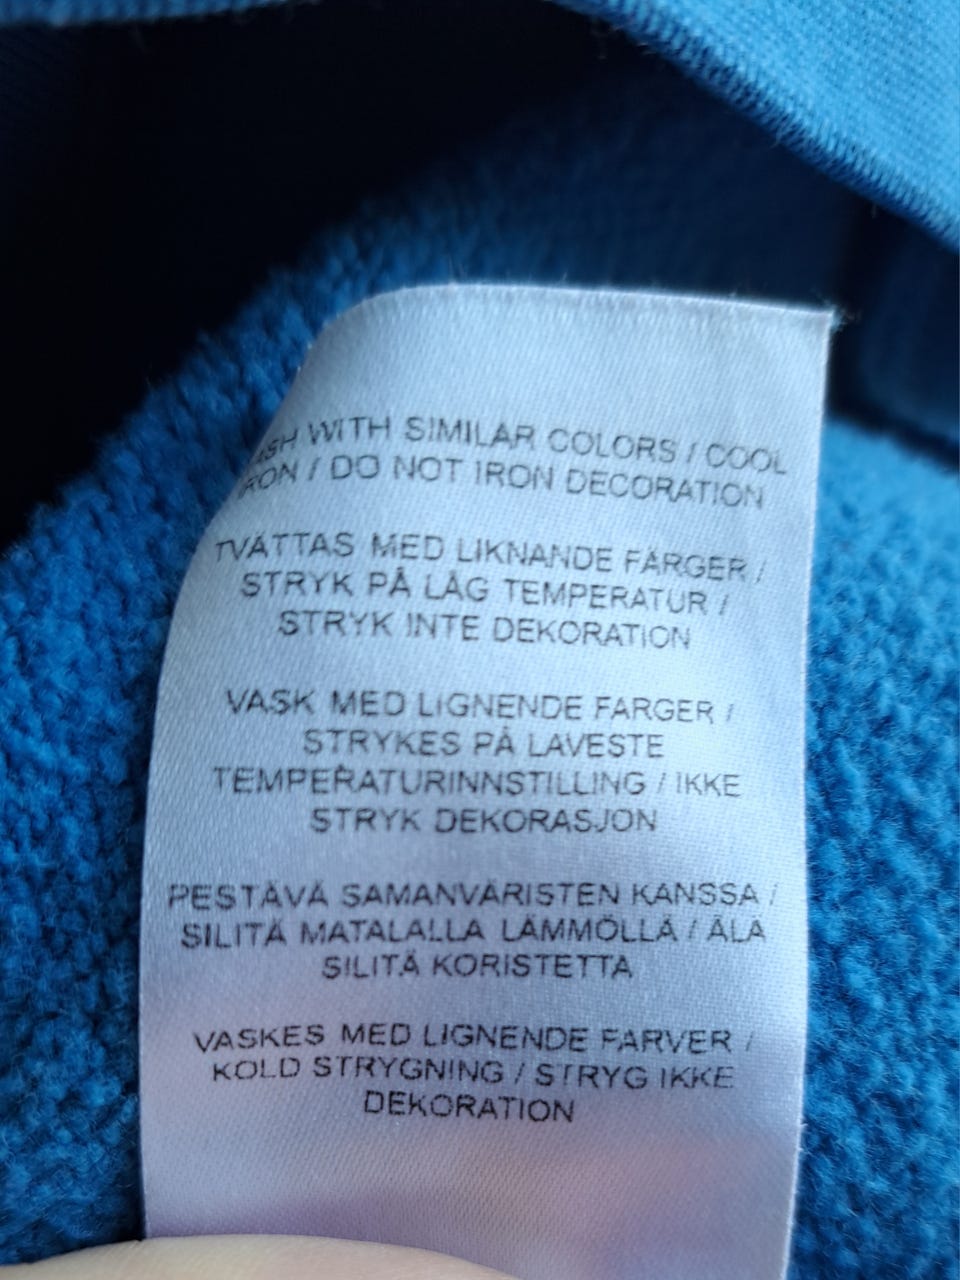 WITH SIMILAR COLORS / COOL
IRON / DO NOT IRON DECORATION
TVÄTTAS MED LIKNANDE FÄRGER /
STRYK PÅ LÅG TEMPERATUR /
STRYK INTE DEKORATION
VASK MED LIGNENDE FARGER /
STRYKES PÅ LAVESTE
TEMPERATURINNSTILLING / IKKE
STRYK DEKORASJON
PESTÄVÄ SAMANVÄRISTEN KANSSA /
SILITÄ MATALALLA LÄMMÖLLÄ / ÄLÄ
SILITÄ KORISTETTA
VASKES MED LIGNENDE FARVER /
KOLD STRYGNING / STRYG IKKE
DEKORATION